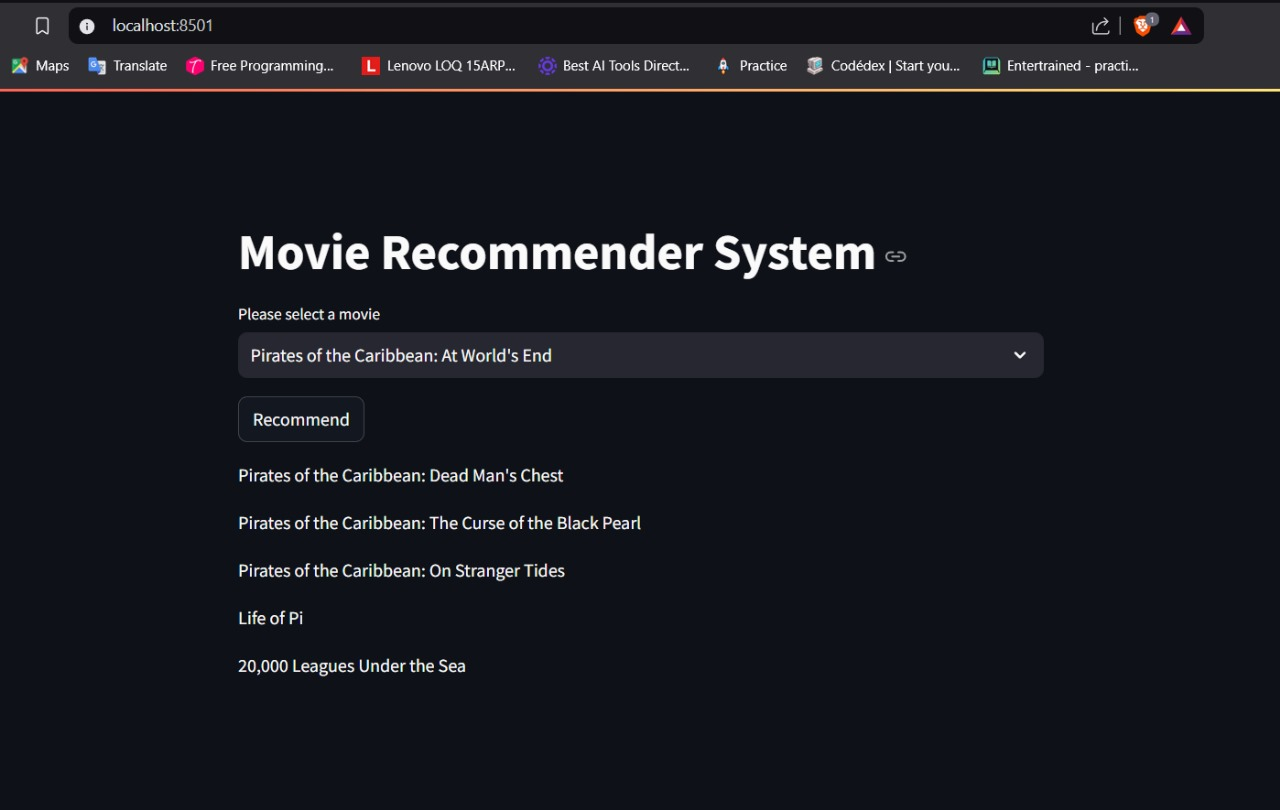 localhost:8501
1
Maps Translate Free Programming... L Lenovo LOQ 15ARP... Best AI Tools Direct... Practice Codédex | Start you... Entertrained - practi...
Movie Recommender System
Please select a movie
Pirates of the Caribbean: At World's End
Recommend
Pirates of the Caribbean: Dead Man's Chest
Pirates of the Caribbean: The Curse of the Black Pearl
Pirates of the Caribbean: On Stranger Tides
Life of Pi
20,000 Leagues Under the Sea